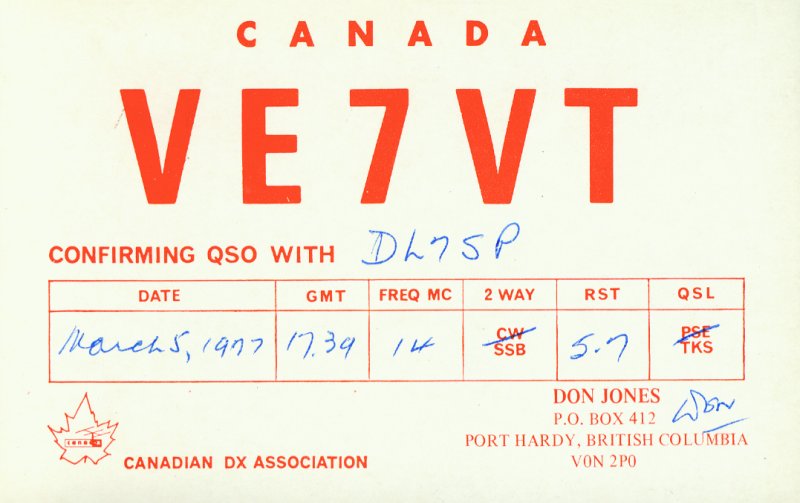 CANADA
VE7VT
CONFIRMING QSO WITH DL7SP
DATE GMT FREQ MC 2 WAY RST QSL
March 5, 1977 17.39 14 CW SSB 5.7 PSE TKS
DON JONES
P.O. BOX 412 Don
PORT HARDY, BRITISH COLUMBIA
V0N 2P0
canada
CANADIAN DX ASSOCIATION